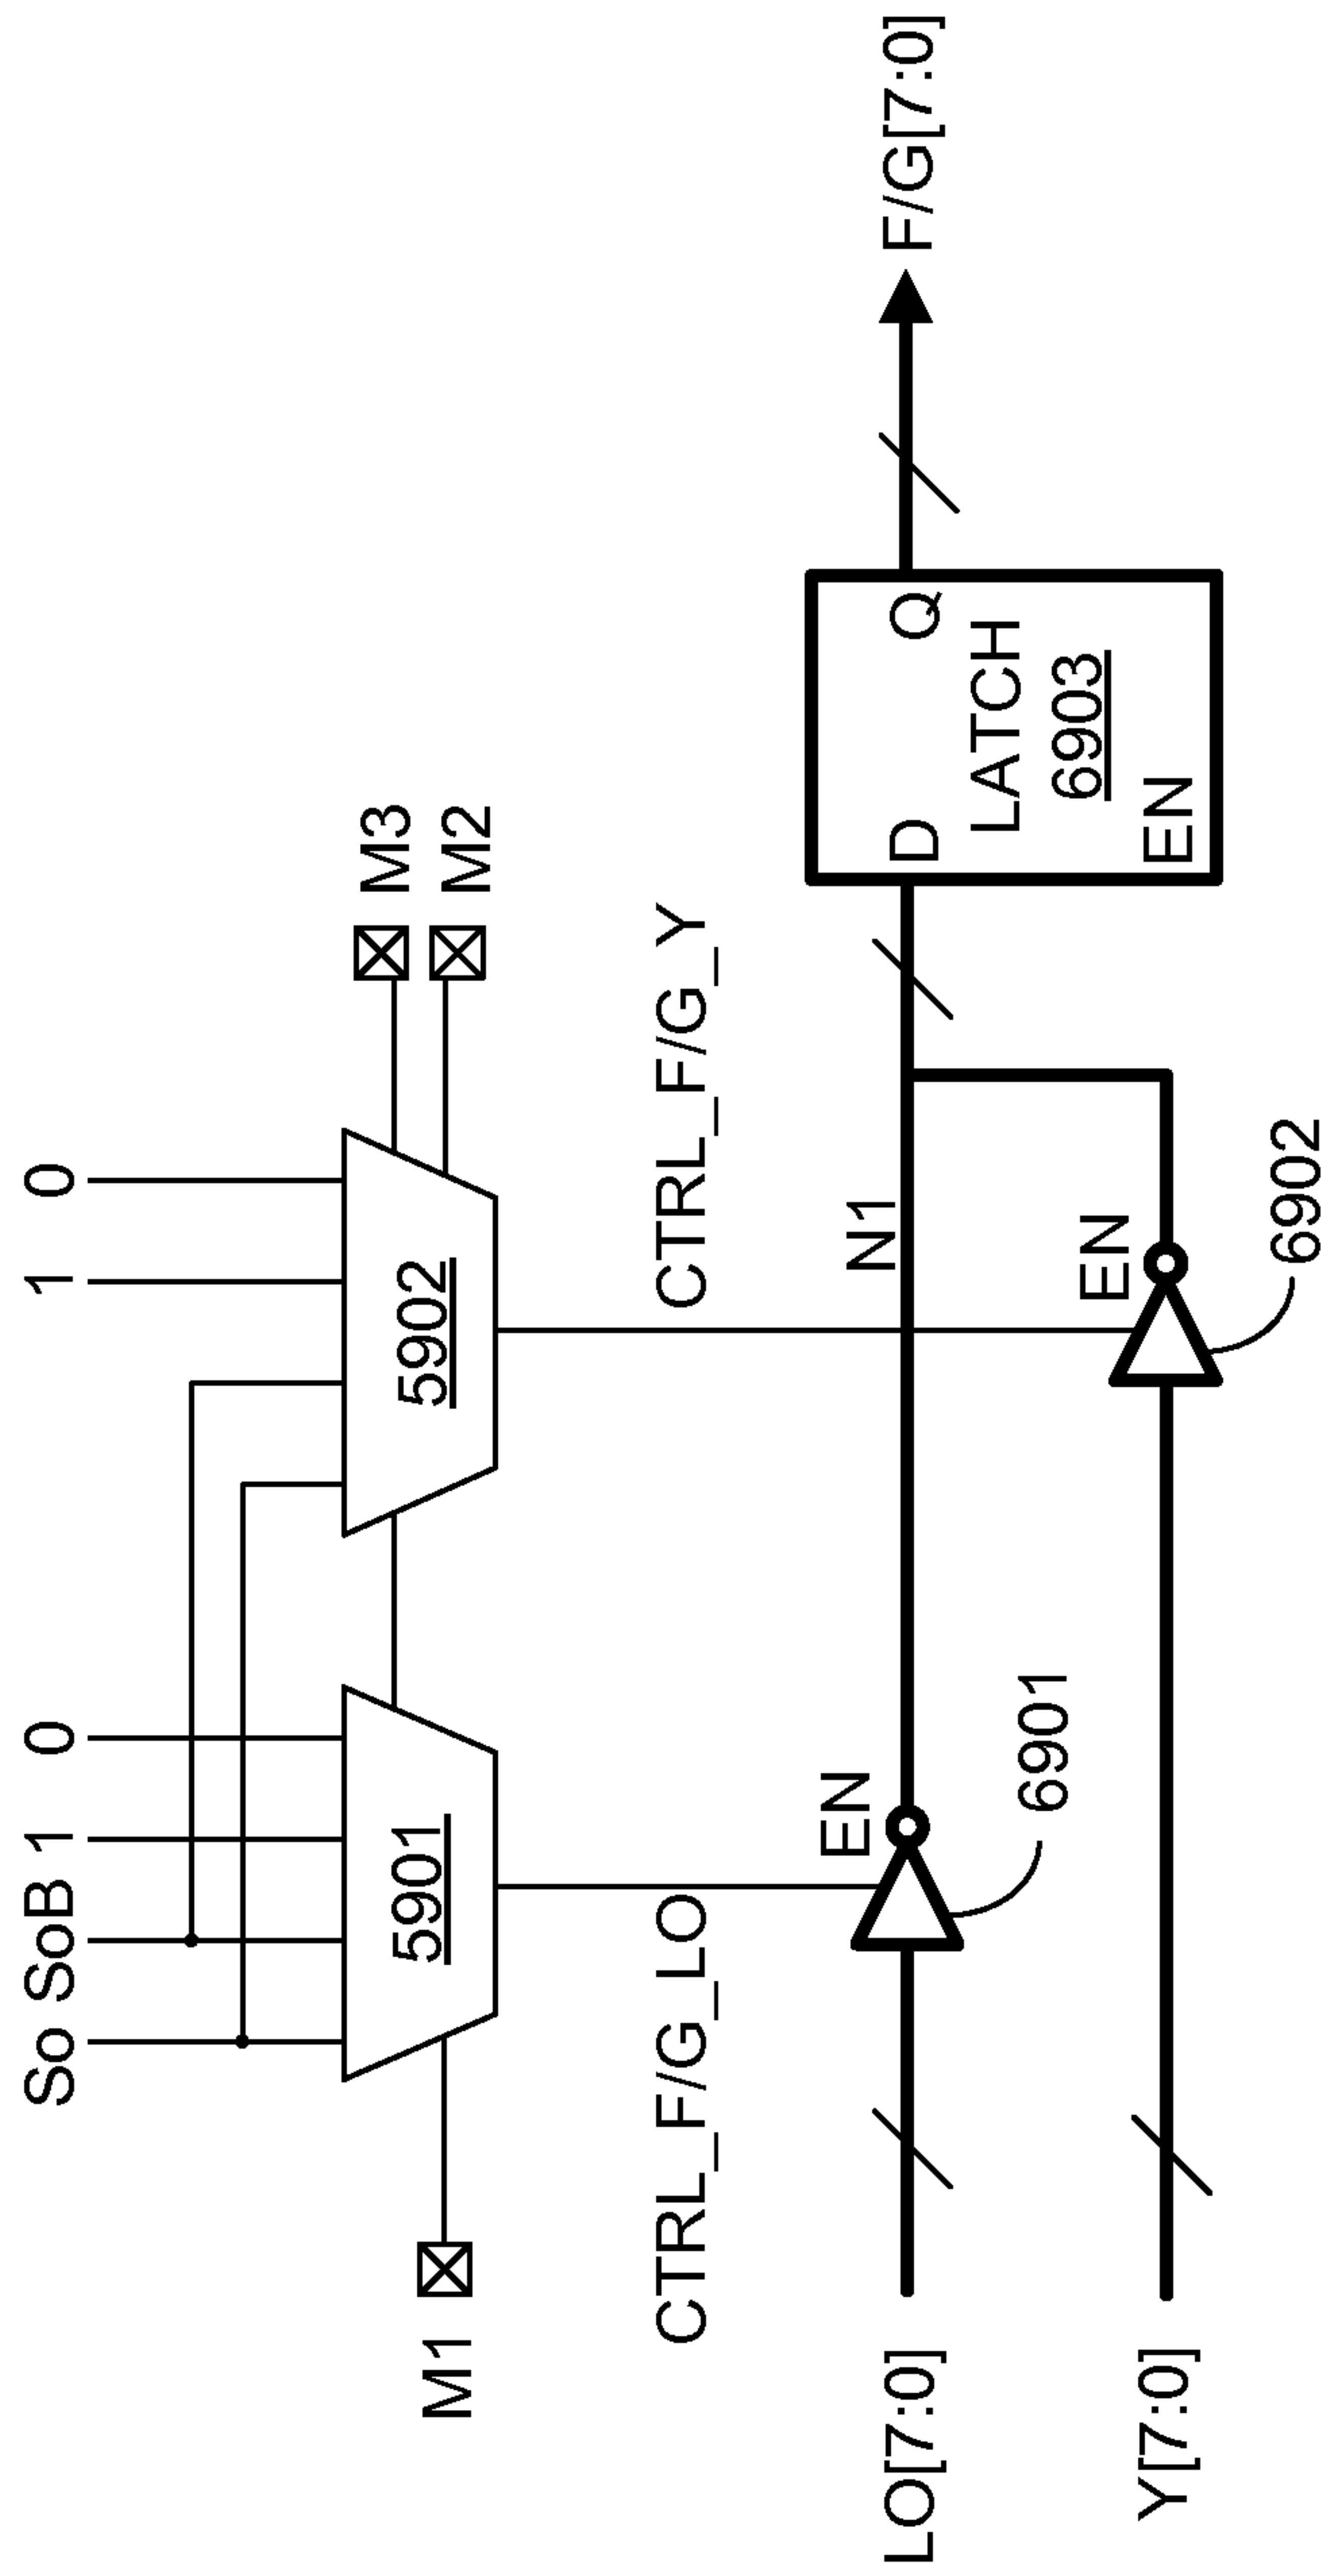 So SoB 1 0
1 0
M1
5901
5902
M3
M2
CTRL_F/G_LO
CTRL_F/G_Y
LO[7:0]
EN
N1
D
Q
F/G[7:0]
6901
LATCH
6903
EN
Y[7:0]
EN
6902